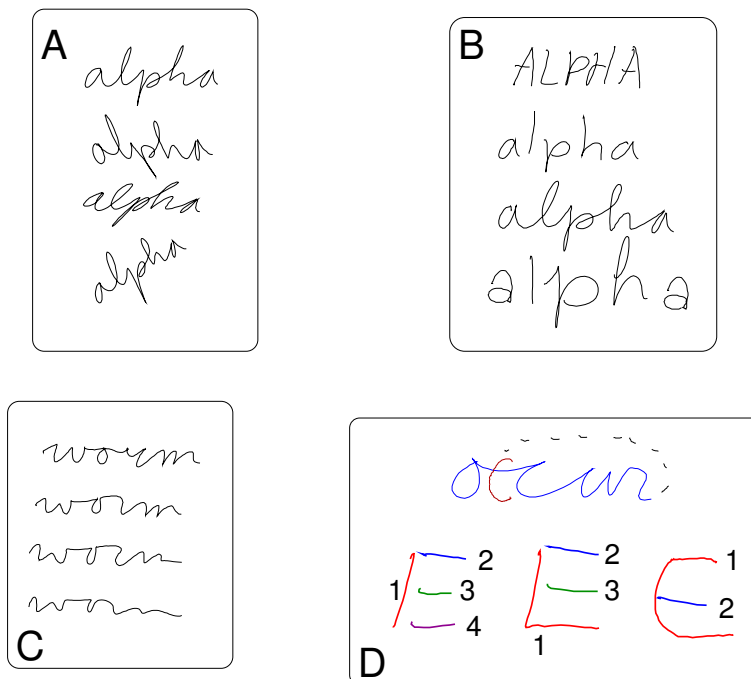 A
alpha
alpha
alpha
alpha
B
ALPHA
alpha
alpha
alpha
C
worm
worm
worm
worm
D
occur
E E E
1 2 3 4
1 2 3
1 2